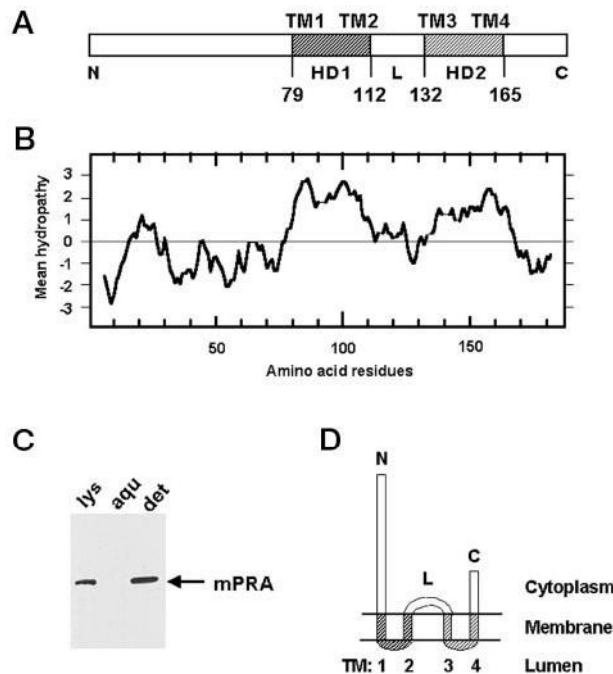 A
TM1 TM2 TM3 TM4
N HD1 L HD2 C
79 112 132 165
B
Mean hydropathy
3
2
1
0
-1
-2
-3
50 100 150
Amino acid residues
C
lys aqu det
mPRA
D
N
L C
Cytoplasm
Membrane
TM: 1 2 3 4 Lumen